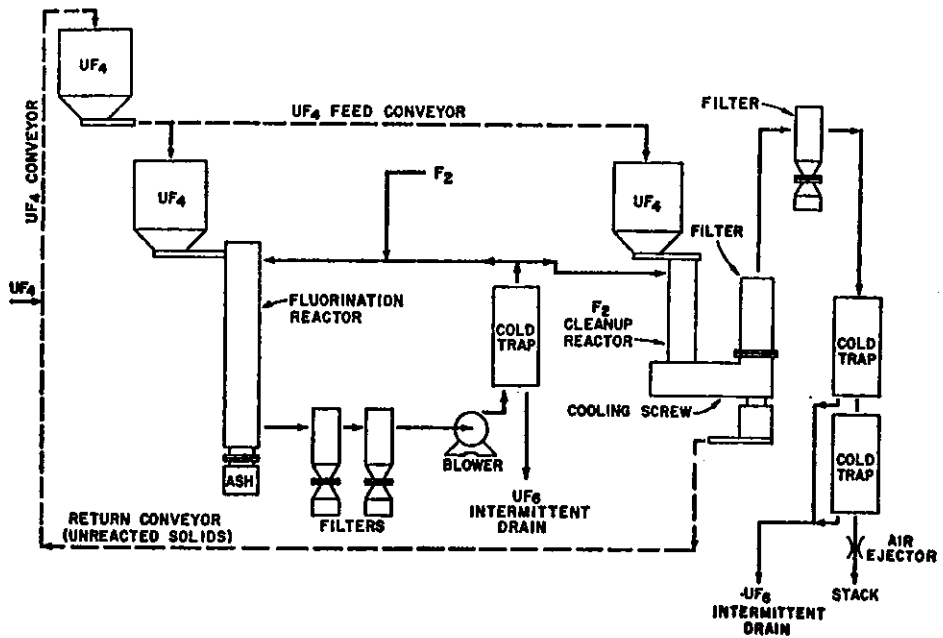 UF4
UF4 FEED CONVEYOR
FILTER
UF4 CONVEYOR
UF4
F2
UF4
FILTER
UF4
FLUORINATION
REACTOR
F2
CLEANUP
REACTOR
COLD
TRAP
COLD
TRAP
COOLING SCREW
BLOWER
COLD
TRAP
ASH
UF6
INTERMITTENT
DRAIN
FILTERS
RETURN CONVEYOR
(UNREACTED SOLIDS)
AIR
EJECTOR
UF6
INTERMITTENT
DRAIN
STACK